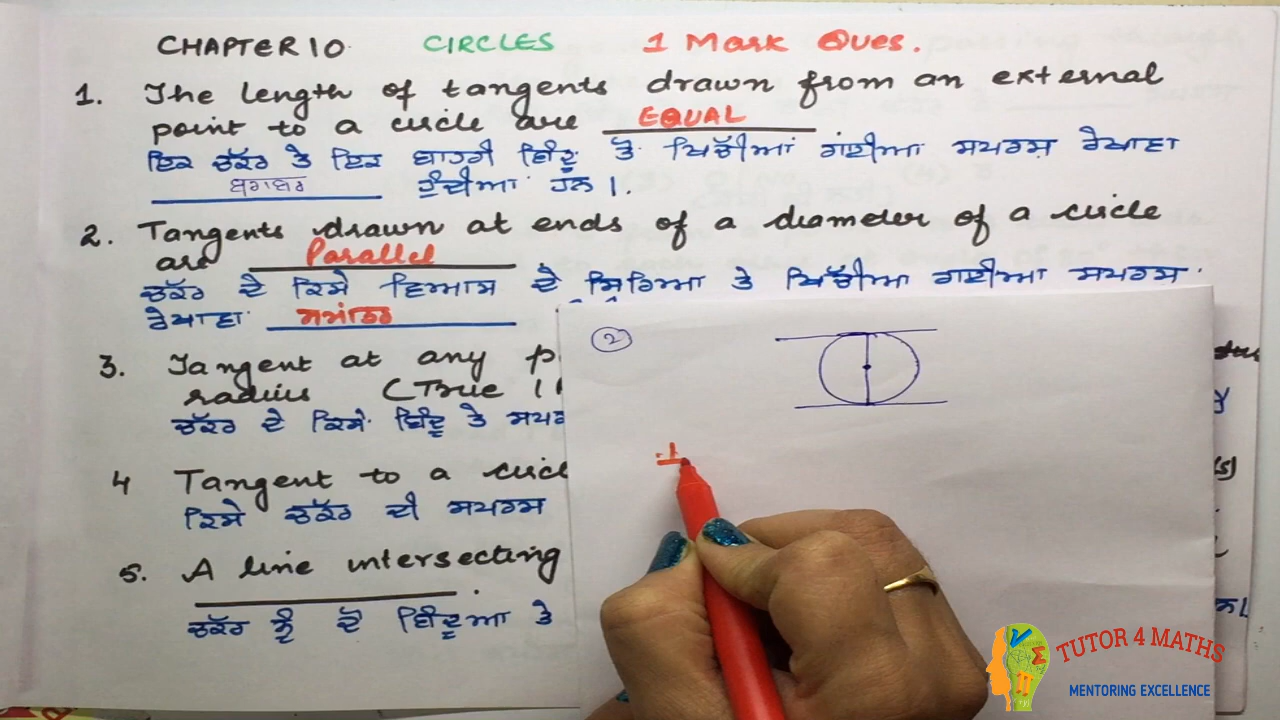 CHAPTER 10 CIRCLES 1 Mark Ques.
1. The length of tangents drawn from an external
point to a circle are EQUAL
ਇਕ ਚੱਕਰ ਤੇ ਇਕ ਬਾਹਰੀ ਬਿੰਦੂ ਤੋਂ ਖਿੱਚੀਆਂ ਗਈਆ ਸਪਰਸ਼ ਰੇਖਾਵਾ
ਬਰਾਬਰ ਹੁੰਦੀਆਂ ਹਨ ।.
2. Tangents drawn at ends of a diameter of a circle
are Parallel
ਚੱਕਰ ਦੇ ਕਿਸੇ ਵਿਆਸ ਦੇ ਸਿਰਿਆ ਤੇ ਖਿੱਚੀਆ ਗਈਆ ਸਪਰਸ
ਰੇਖਾਵਾ ਸਮਾਂਤਰ
2
3. Tangent at any
radius (True
ਚੱਕਰ ਦੇ ਕਿਸੇ ਬਿੰਦੂ ਤੇ
4 Tangent to a
ਕਿਸੇ ਚੱਕਰ ਦੀ ਸਪਰਸ
5. A line intersecting
ਚੱਕਰ ਨੂੰ ਦੋ ਬਿੰਦੂਆ ਤੇ
TUTOR 4 MATHS
MENTORING EXCELLENCE